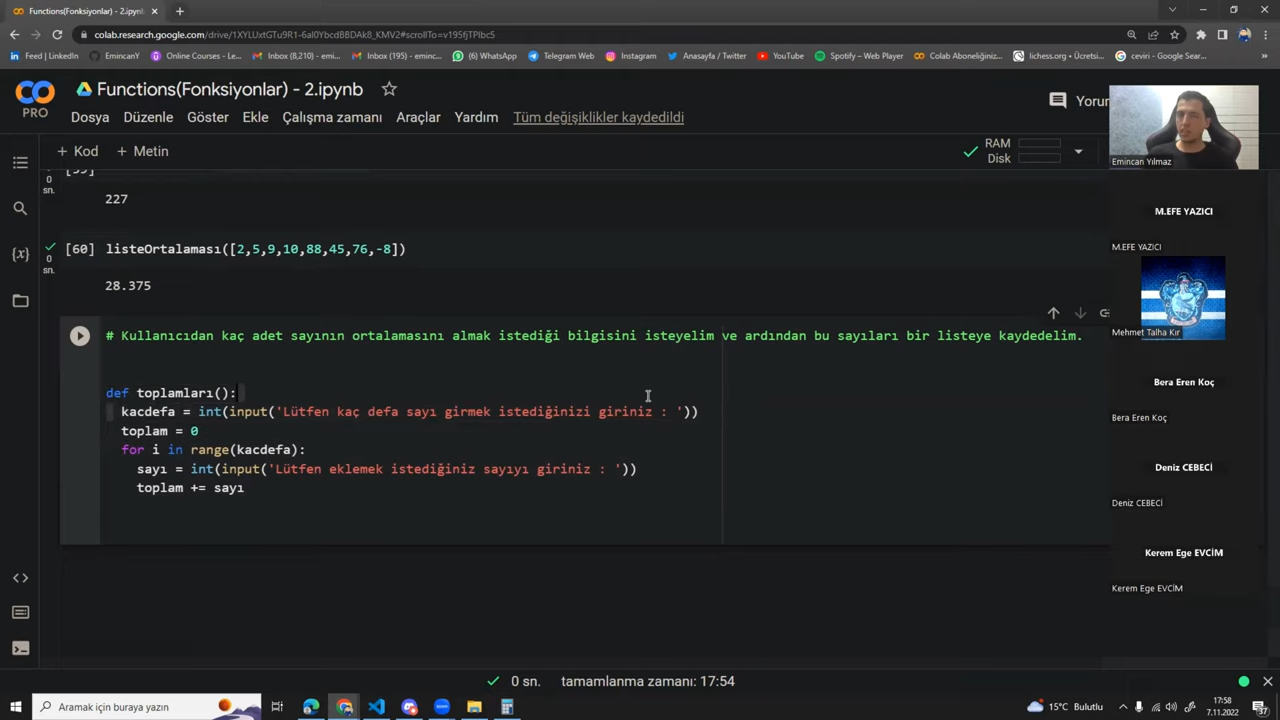 Functions(Fonksiyonlar) - 2.ipynb
colab.research.google.com/drive/1XYLUxtGTu9R1-6al0YbcdBBDAk8_KMV2#scrollTo=v195fjTPIbc5
Feed | LinkedIn
EmincanY
Online Courses - L...
Inbox (8,210) - emi...
Inbox (195) - eminc...
(6) WhatsApp
Telegram Web
Instagram
Anasayfa / Twitter
YouTube
Spotify – Web Player
Colab Aboneliğiniz...
lichess.org • Ücretsi...
ceviri - Google Sear...
PRO
Functions(Fonksiyonlar) - 2.ipynb
Dosya Düzenle Göster Ekle Çalışma zamanı Araçlar Yardım Tüm değişiklikler kaydedildi
Yorur
+ Kod + Metin
RAM
Disk
Emincan Yılmaz
0
sn.
227
[60] listeOrtalaması([2,5,9,10,88,45,76,-8])
0
sn.
28.375
# Kullanıcıdan kaç adet sayının ortalamasını almak istediği bilgisini isteyelim ve ardından bu sayıları bir listeye kaydedelim.
def toplamları():
kacdefa = int(input('Lütfen kaç defa sayı girmek istediğinizi giriniz : '))
toplam = 0
for i in range(kacdefa):
sayı = int(input('Lütfen eklemek istediğiniz sayıyı giriniz : '))
toplam += sayı
M.EFE YAZICI
M.EFE YAZICI
Mehmet Talha Kır
Bera Eren Koç
Bera Eren Koç
Deniz CEBECİ
Deniz CEBECİ
Kerem Ege EVCİM
Kerem Ege EVCİM
0 sn. tamamlanma zamanı: 17:54
Aramak için buraya yazın
15°C Bulutlu
17:58
7.11.2022
37